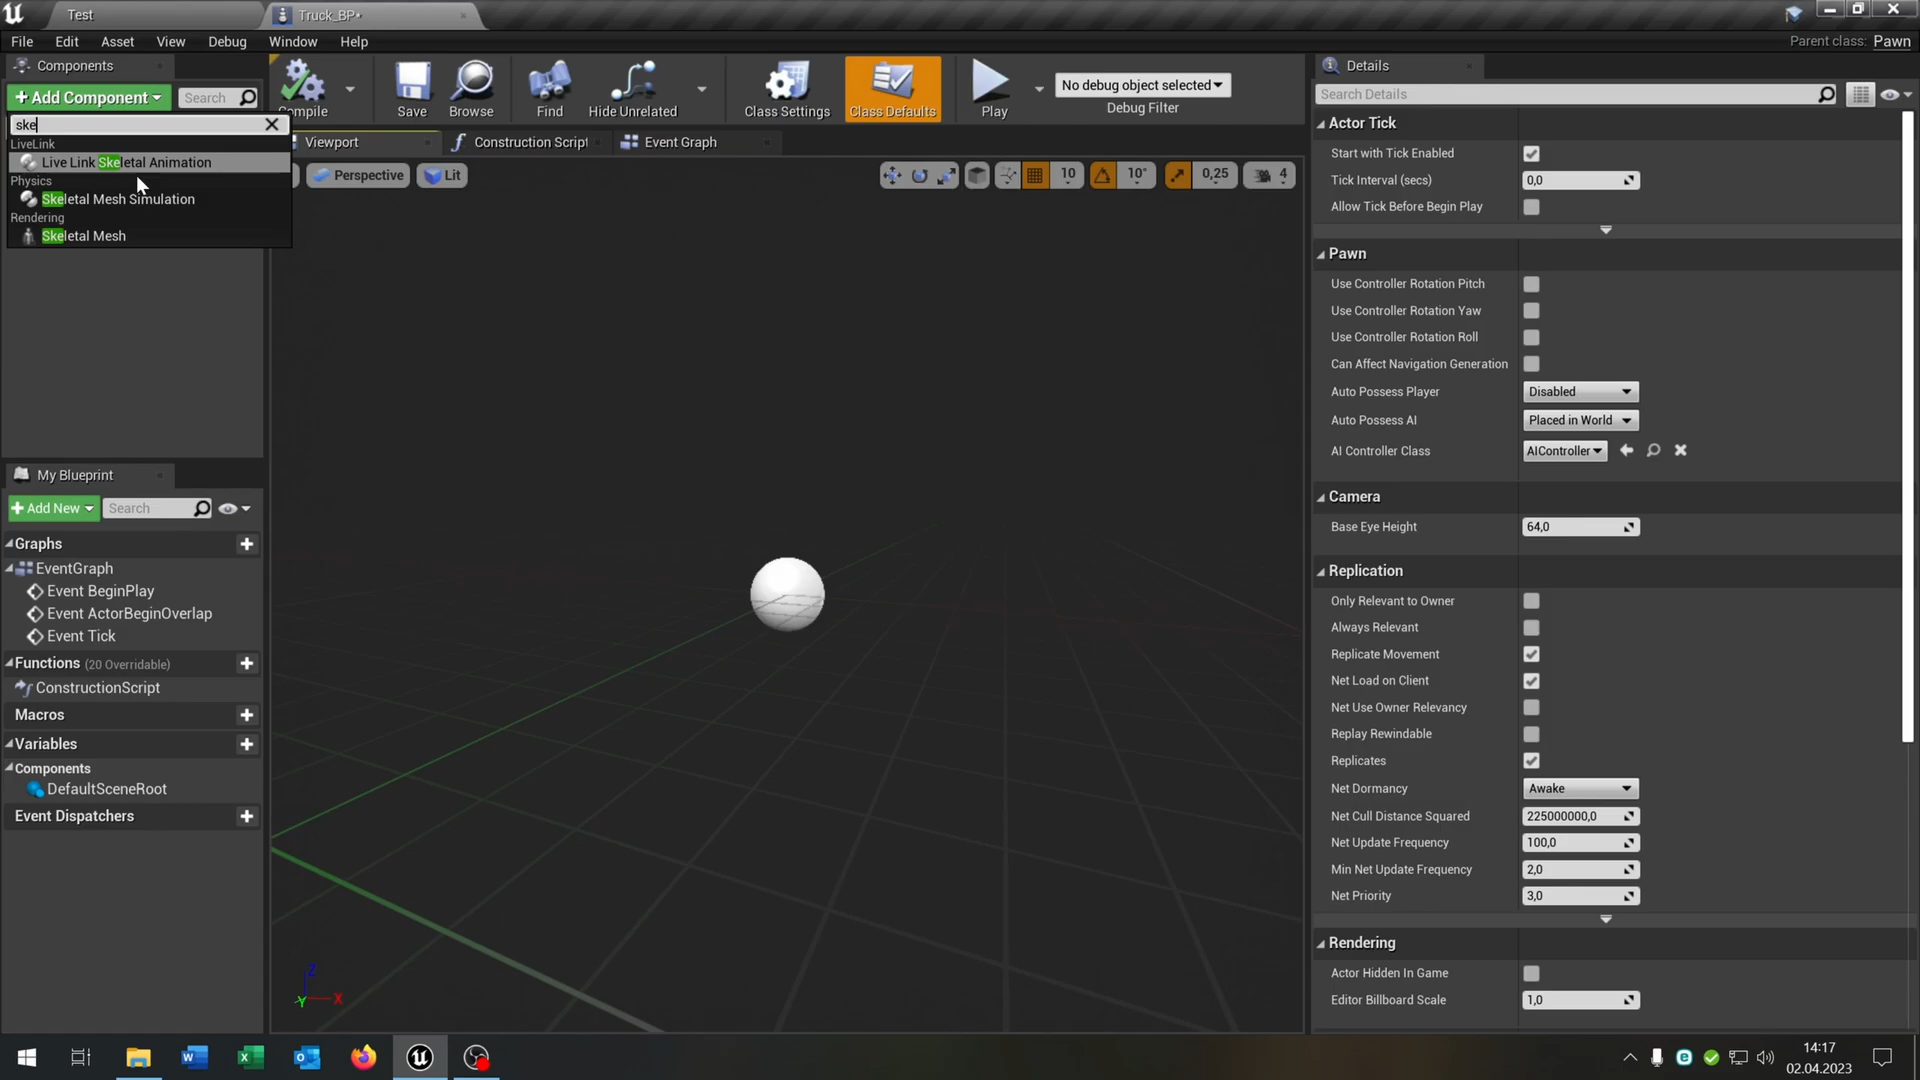 Test
Truck_BP•
File Edit Asset View Debug Window Help
Parent class: Pawn
Components
+ Add Component
Search
ske
LiveLink
Live Link Skeletal Animation
Physics
Skeletal Mesh Simulation
Rendering
Skeletal Mesh
Save
Browse
Find
Hide Unrelated
Class Settings
Class Defaults
Play
No debug object selected
Debug Filter
Viewport
Construction Script
Event Graph
Perspective
Lit
10
10°
0,25
4
My Blueprint
+ Add New
Search
Graphs
EventGraph
Event BeginPlay
Event ActorBeginOverlap
Event Tick
Functions (20 Overridable)
ConstructionScript
Macros
Variables
Components
DefaultSceneRoot
Event Dispatchers
Z
X
Y
Details
Search Details
Actor Tick
Start with Tick Enabled
Tick Interval (secs) 0,0
Allow Tick Before Begin Play
Pawn
Use Controller Rotation Pitch
Use Controller Rotation Yaw
Use Controller Rotation Roll
Can Affect Navigation Generation
Auto Possess Player Disabled
Auto Possess AI Placed in World
AI Controller Class AIController
Camera
Base Eye Height 64,0
Replication
Only Relevant to Owner
Always Relevant
Replicate Movement
Net Load on Client
Net Use Owner Relevancy
Replay Rewindable
Replicates
Net Dormancy Awake
Net Cull Distance Squared 225000000,0
Net Update Frequency 100,0
Min Net Update Frequency 2,0
Net Priority 3,0
Rendering
Actor Hidden In Game
Editor Billboard Scale 1,0
14:17
02.04.2023